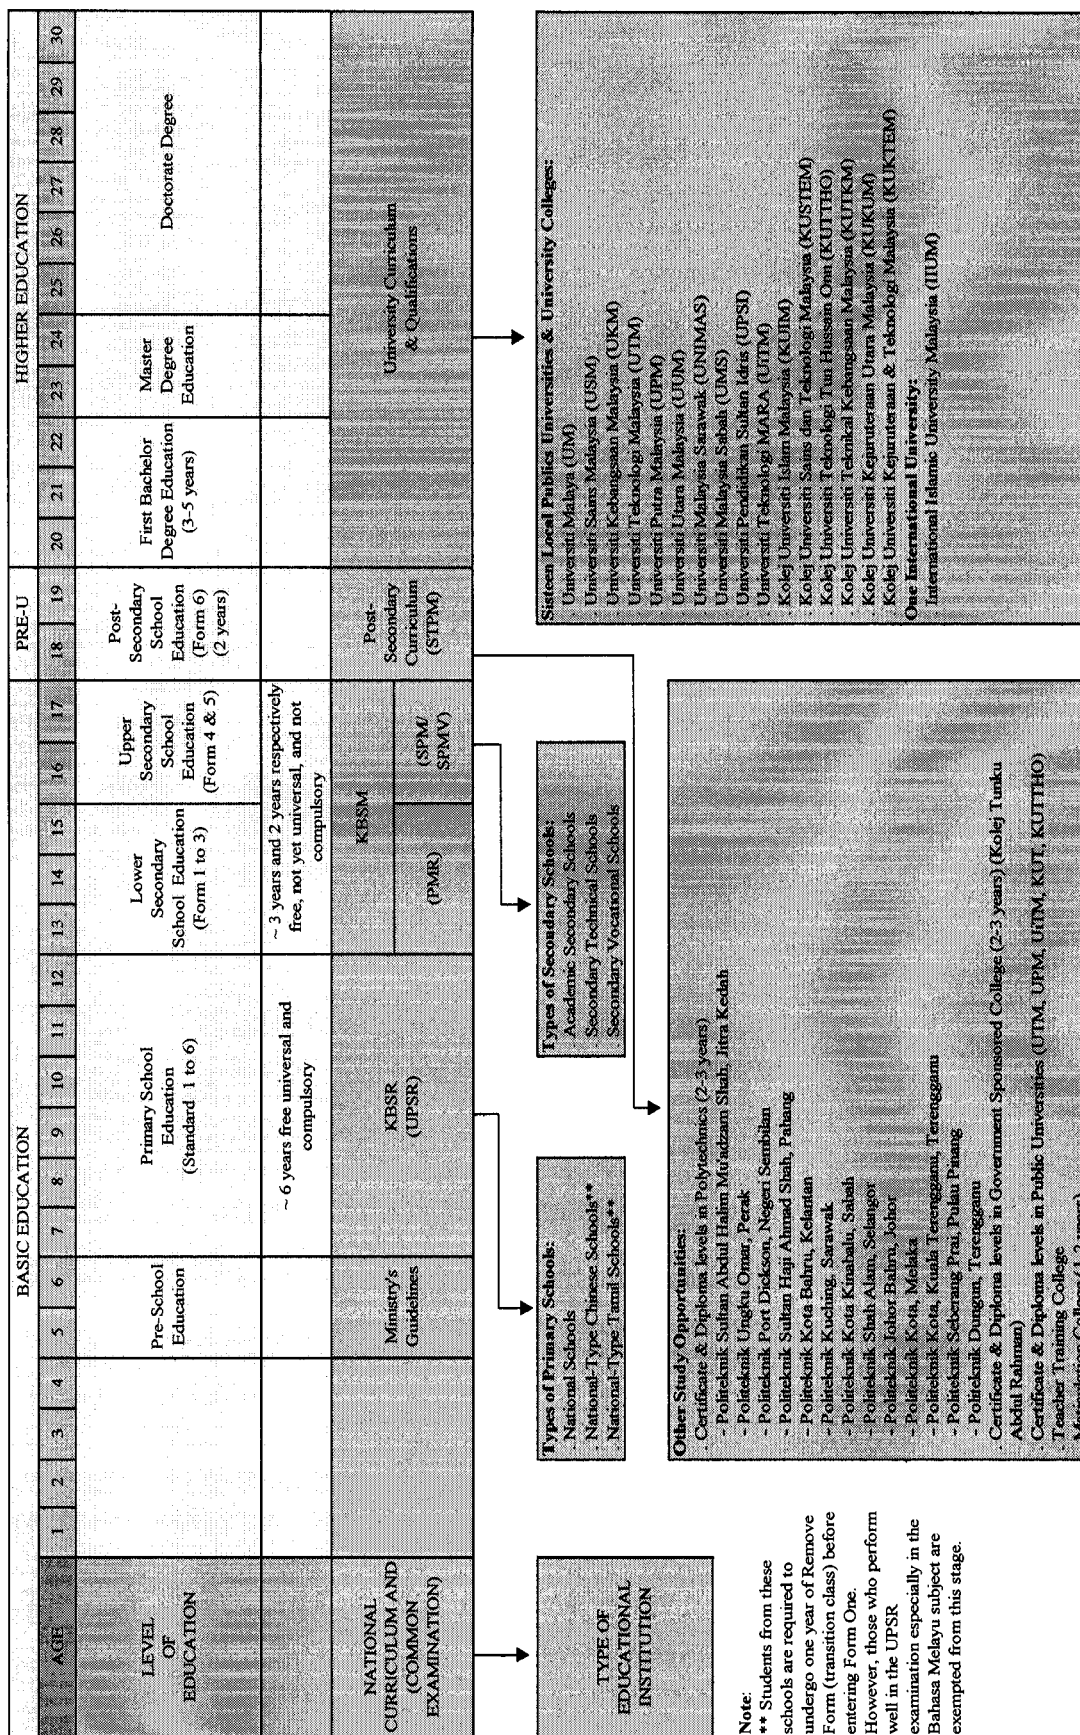 BASIC EDUCATION
PRE-U
HIGHER EDUCATION
AGE
1
2
3
4
5
6
7
8
9
10
11
12
13
14
15
16
17
18
19
20
21
22
23
24
25
26
27
28
29
30
LEVEL
OF
EDUCATION
Pre-School
Education
Primary School
Education
(Standard 1 to 6)
Lower
Secondary
School Education
(Form 1 to 3)
Upper
Secondary
School
Education
(Form 4 & 5)
Post-
Secondary
School
Education
(Form 6)
(2 years)
First Bachelor
Degree Education
(3-5 years)
Master
Degree
Education
Doctorate Degree
~ 6 years free universal and
compulsory
~ 3 years and 2 years respectively
free, not yet universal, and not
compulsory
NATIONAL
CURRICULUM AND
(COMMON
EXAMINATION)
Ministry's
Guidelines
KBSR
(UPSR)
KBSM
(PMR)
(SPM/
SPMV)
Post-
Secondary
Curriculum
(STPM)
University Curriculum
& Qualifications
TYPE OF
EDUCATIONAL
INSTITUTION
Types of Primary Schools:
. National Schools
. National-Type Chinese Schools**
. National-Type Tamil Schools**
Types of Secondary Schools:
Academic Secondary Schools
Secondary Technical Schools
Secondary Vocational Schools
Sisteen Local Publics Universities & University Colleges:
. Universiti Malaya (UM)
. Universiti Sains Malaysia (USM)
. Universiti Kebangsaan Malaysia (UKM)
. Universiti Teknologi Malaysia (UTM)
. Universiti Putra Malaysia (UPM)
. Universiti Utara Malaysia (UUM)
. Universiti Malaysia Sarawak (UNIMAS)
. Universiti Malaysia Sabah (UMS)
. Universiti Pendidikan Sultan Idris (UPSI)
. Universiti Teknologi MARA (UiTM)
. Kolej Universiti Islam Malaysia (KUIM)
. Kolej Universiti Sains dan Teknologi Malaysia (KUSTEM)
. Kolej Universiti Teknologi Tun Hussain Onn (KUTTHO)
. Kolej Universiti Teknikal Kebangsaan Malaysia (KUTKM)
. Kolej Universiti Kejuruteraan Utara Malaysia (KUKUM)
. Kolej Universiti Kejuruteraan & Teknologi Malaysia (KUKTEM)
One International University:
. International Islamic University Malaysia (IIUM)
Other Study Opportunities:
. Certificate & Diploma levels in Polytechnics (2-3 years)
- Politeknik Sultan Abdul Halim Mu'adzam Shah, Jitra Kedah
- Politeknik Ungku Omar, Perak
- Politeknik Port Dickson, Negeri Sembilan
- Politeknik Sultan Haji Ahmad Shah, Pahang
- Politeknik Kota Bahru, Kelantan
- Politeknik Kuching, Sarawak
- Politeknik Kota Kinabalu, Sabah
- Politeknik Shah Alam, Selangor
- Politeknik Johor Bahru, Johor
- Politeknik Kota, Melaka
- Politeknik Kota, Kuala Terengganu, Terengganu
- Politeknik Seberang Prai, Pulau Pinang
- Politeknik Dungun, Terengganu
. Certificate & Diploma levels in Government Sponsored College (2-3 years) (Kolej Tunku
Abdul Rahman)
. Certificate & Diploma levels in Public Universities (UTM, UPM, UiTM, KUT, KUTTHO)
. Teacher Training College
Note:
** Students from these
schools are required to
undergo one year of Remove
Form (transition class) before
entering Form One.
However, those who perform
well in the UPSR
examination especially in the
Bahasa Melayu subject are
exempted from this stage.